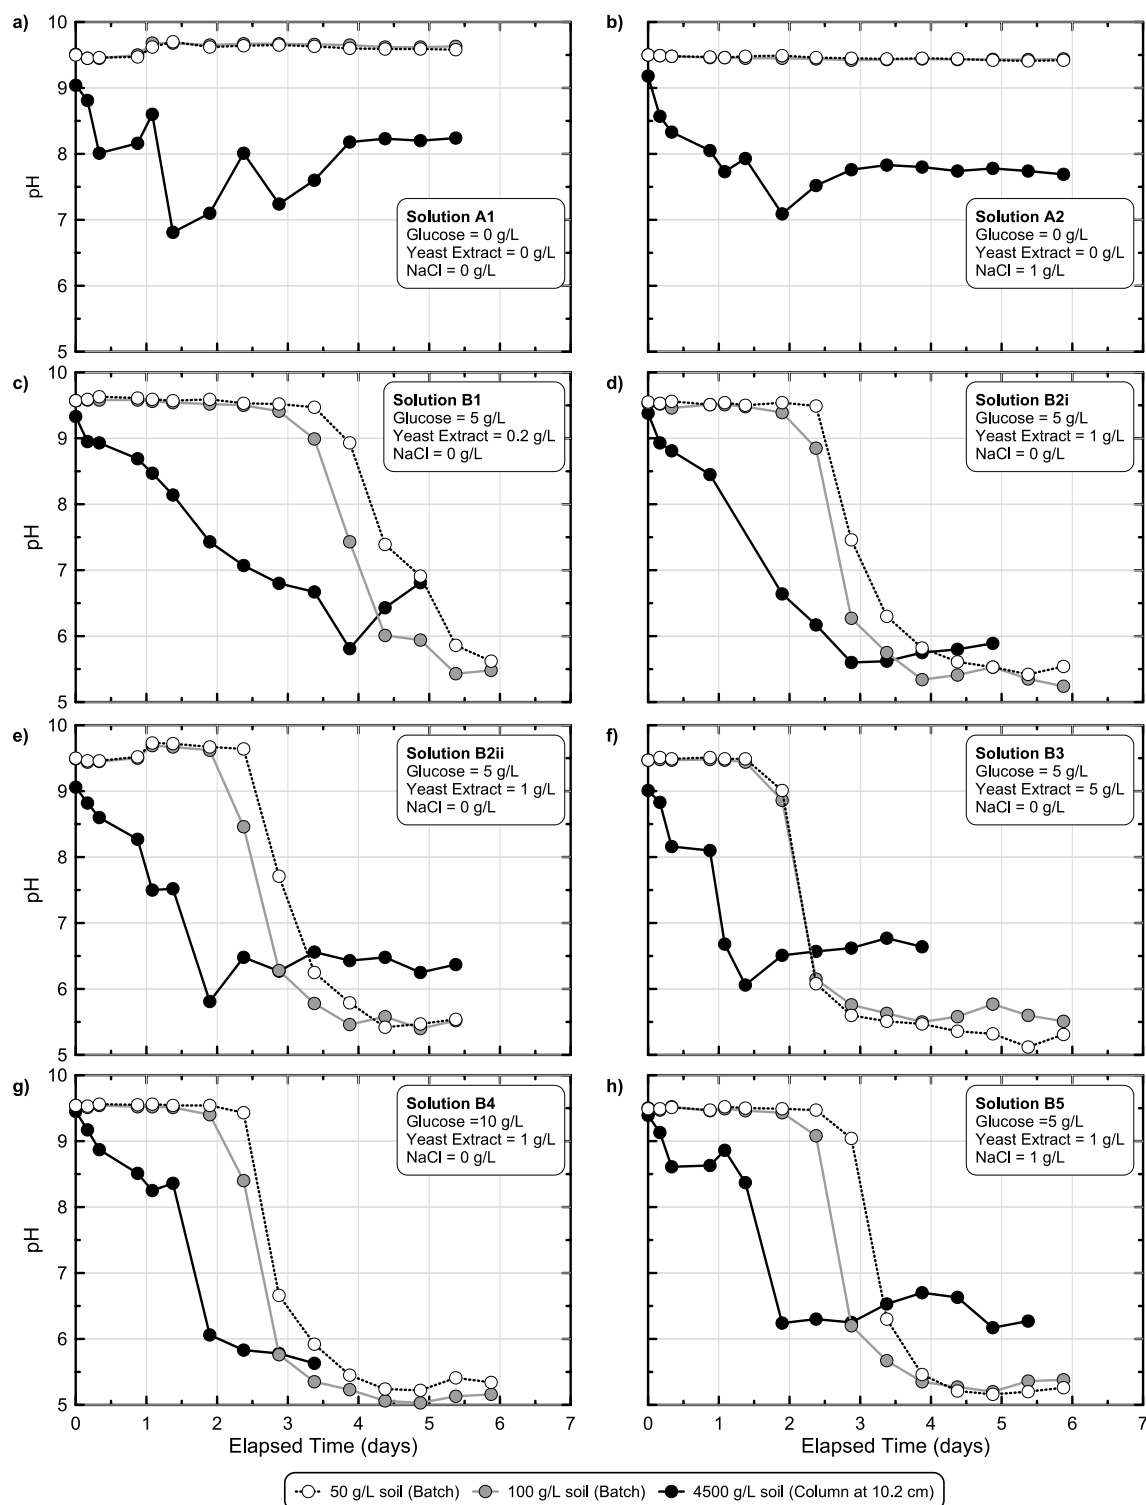 a)
10
9
8
7
6
5
pH
Solution A1
Glucose = 0 g/L
Yeast Extract = 0 g/L
NaCl = 0 g/L
b)
Solution A2
Glucose = 0 g/L
Yeast Extract = 0 g/L
NaCl = 1 g/L
c)
10
9
8
7
6
5
pH
Solution B1
Glucose = 5 g/L
Yeast Extract = 0.2 g/L
NaCl = 0 g/L
d)
Solution B2i
Glucose = 5 g/L
Yeast Extract = 1 g/L
NaCl = 0 g/L
e)
10
9
8
7
6
5
pH
Solution B2ii
Glucose = 5 g/L
Yeast Extract = 1 g/L
NaCl = 0 g/L
f)
Solution B3
Glucose = 5 g/L
Yeast Extract = 5 g/L
NaCl = 0 g/L
g)
10
9
8
7
6
5
pH
Solution B4
Glucose =10 g/L
Yeast Extract = 1 g/L
NaCl = 0 g/L
0 1 2 3 4 5 6 7
Elapsed Time (days)
h)
Solution B5
Glucose =5 g/L
Yeast Extract = 1 g/L
NaCl = 1 g/L
0 1 2 3 4 5 6 7
Elapsed Time (days)
50 g/L soil (Batch) 100 g/L soil (Batch) 4500 g/L soil (Column at 10.2 cm)